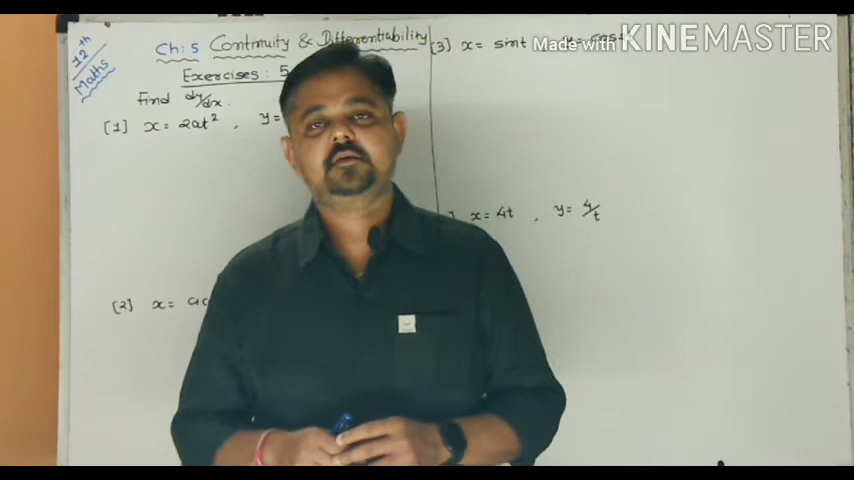 12th
Maths
Ch: 5 Continuity & Differentiability
Exercises: 5
Find dy/dx.
[1] x = 2at² , y =
[2] x =
[3] x = sint
x = 4t , y = 4/t
Made with KINEMASTER